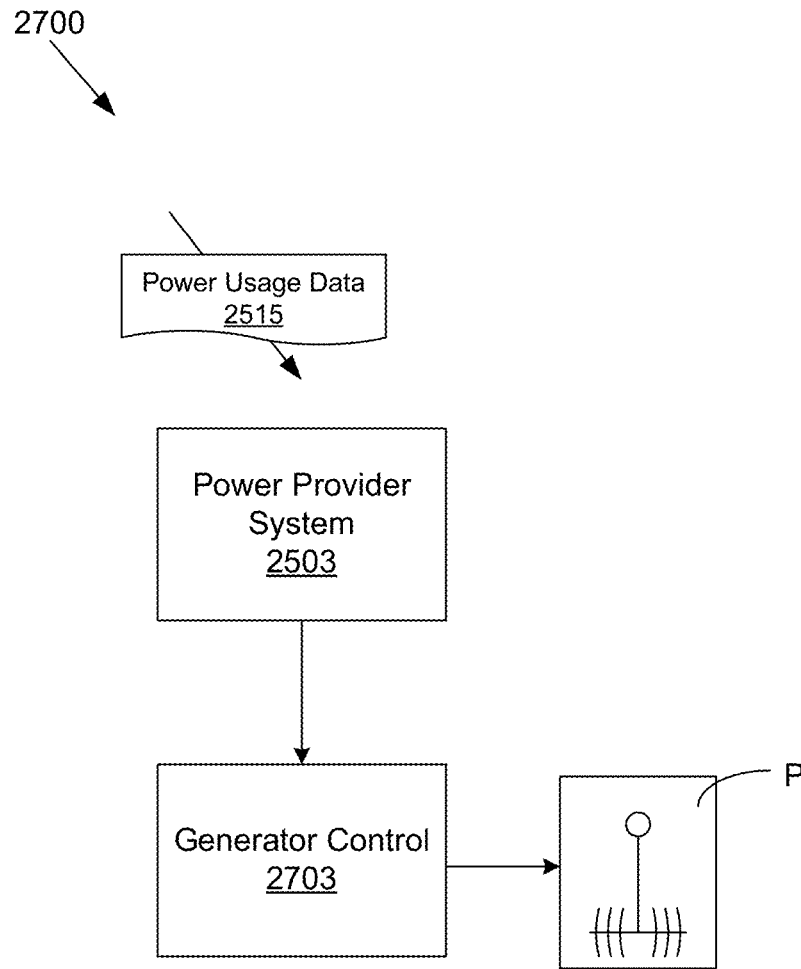 2700
Power Usage Data
2515
Power Provider
System
2503
Generator Control
2703
P